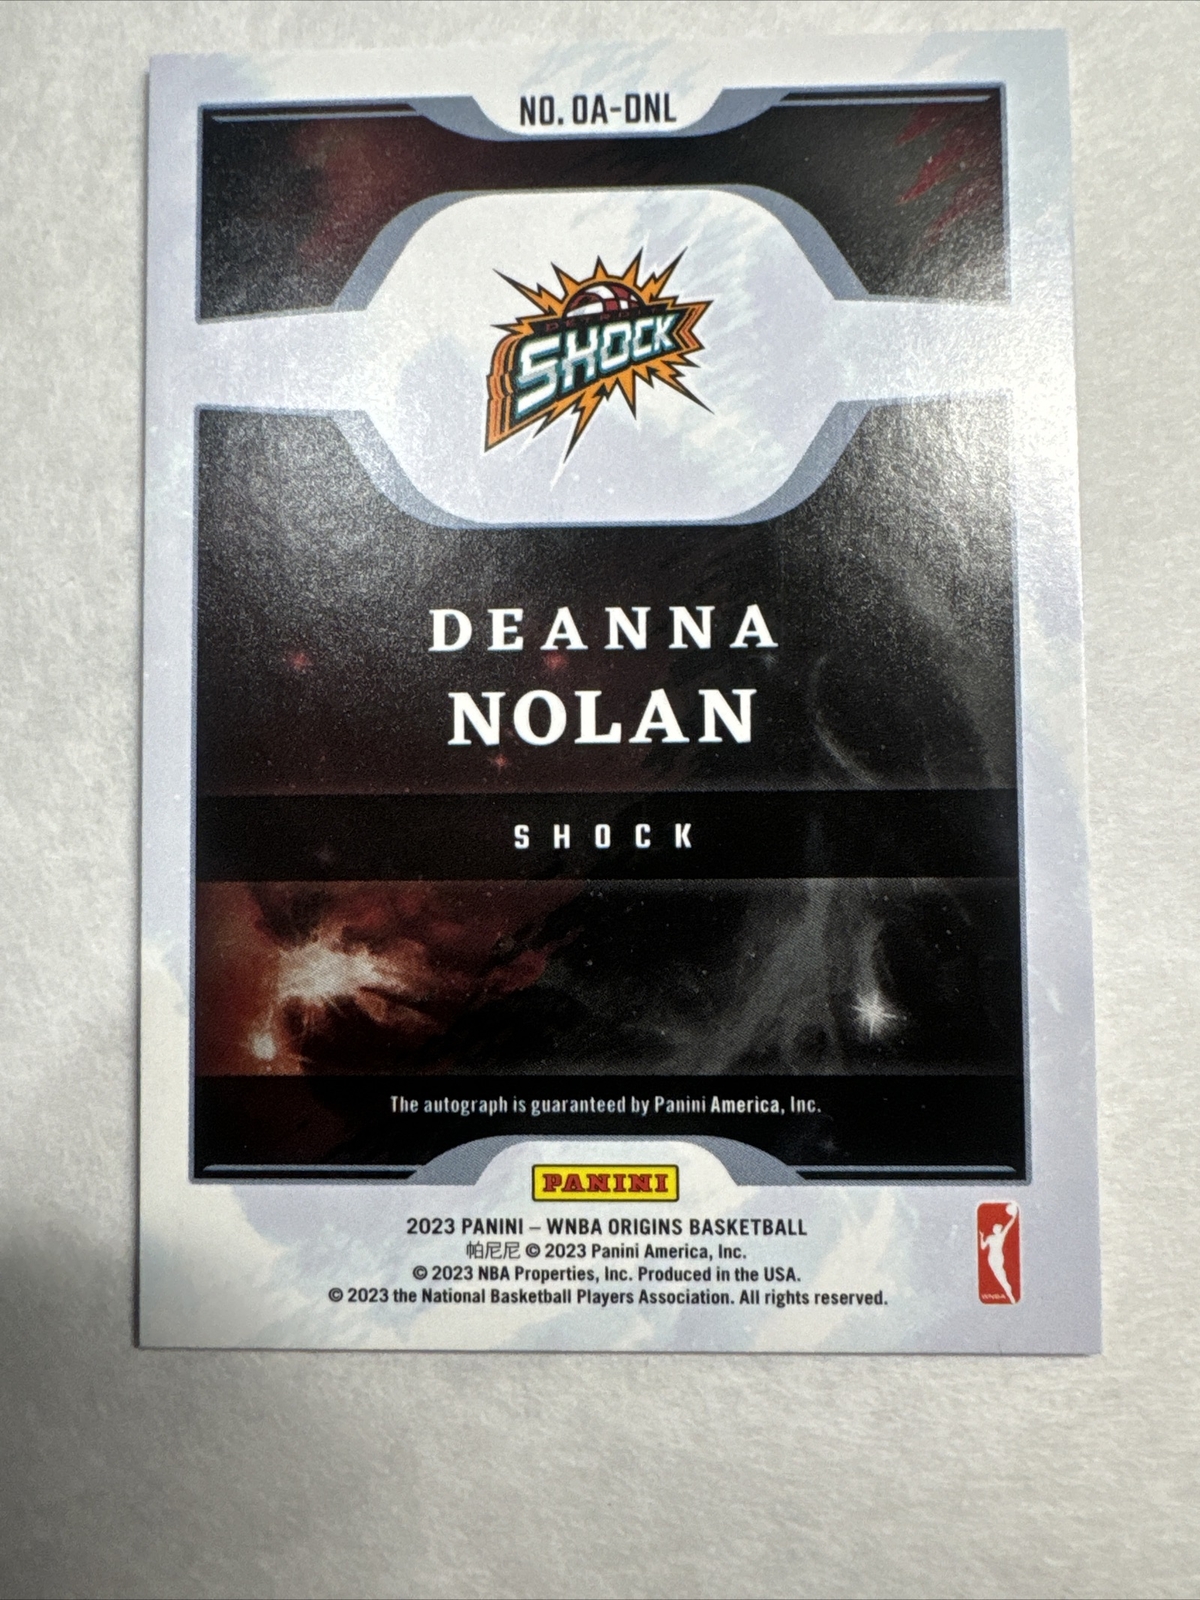 NO. OA-DNL
DETROIT
SHOCK
DEANNA
NOLAN
SHOCK
The autograph is guaranteed by Panini America, Inc.
PANINI
2023 PANINI – WNBA ORIGINS BASKETBALL
帕尼尼 © 2023 Panini America, Inc.
© 2023 NBA Properties, Inc. Produced in the USA.
© 2023 the National Basketball Players Association. All rights reserved.
WNBA